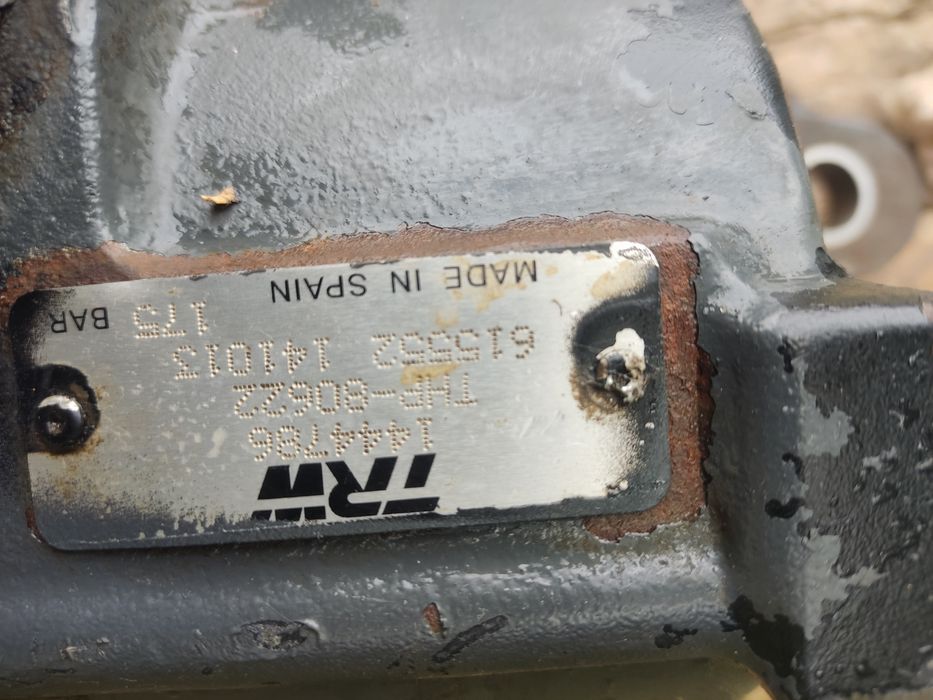 TRW
1444786
THB-80622
615552 141013
175 BAR
MADE IN SPAIN